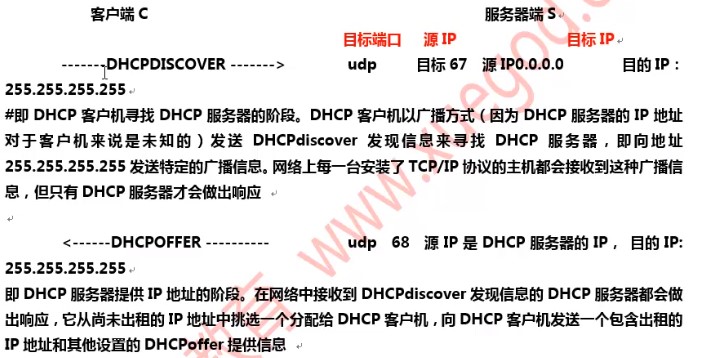 客户端 C 服务器端 S
目标端口 源 IP 目标 IP
-------DHCPDISCOVER -------> udp 目标 67 源 IP0.0.0.0 目的 IP：
255.255.255.255
#即 DHCP 客户机寻找 DHCP 服务器的阶段。DHCP 客户机以广播方式（因为 DHCP 服务器的 IP 地址
对于客户机来说是未知的）发送 DHCPdiscover 发现信息来寻找 DHCP 服务器，即向地址
255.255.255.255 发送特定的广播信息。网络上每一台安装了 TCP/IP 协议的主机都会接收到这种广播信
息，但只有 DHCP 服务器才会做出响应
<------DHCPOFFER ---------- udp 68 源 IP 是 DHCP 服务器的 IP， 目的 IP:
255.255.255.255
即 DHCP 服务器提供 IP 地址的阶段。在网络中接收到 DHCPdiscover 发现信息的 DHCP 服务器都会做
出响应，它从尚未出租的 IP 地址中挑选一个分配给 DHCP 客户机，向 DHCP 客户机发送一个包含出租的
IP 地址和其他设置的 DHCPoffer 提供信息
教育 www.xuegod.cn